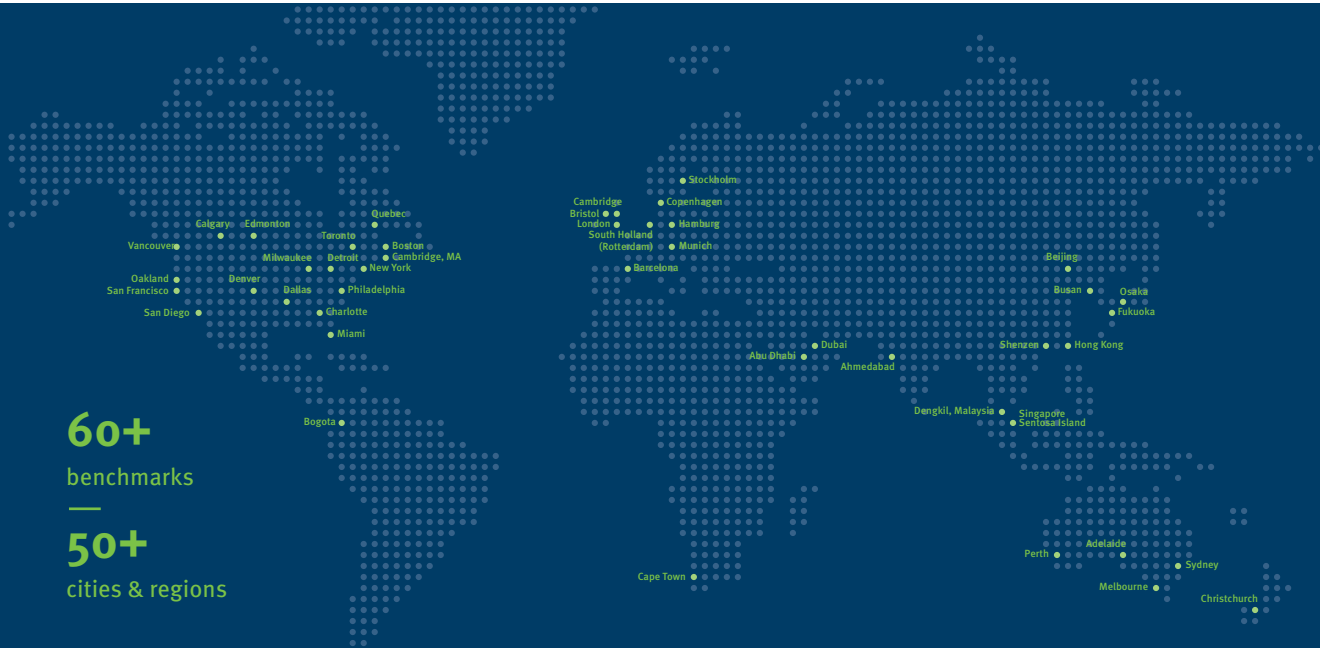 Stockholm
Cambridge
Copenhagen
Bristol
Quebec
London
Hamburg
Calgary
Edmonton
South Holland
(Rotterdam)
Toronto
Vancouver
Boston
Munich
Milwaukee
Detroit
Cambridge, MA
Beijing
New York
Barcelona
Oakland
Denver
San Francisco
Dallas
Philadelphia
Busan
Osaka
San Diego
Charlotte
Fukuoka
Miami
Dubai
Shenzen
Hong Kong
Abu Dhabi
Ahmedabad
Dengkil, Malaysia
Singapore
Sentosa Island
Bogota
60+
benchmarks
50+
cities & regions
Adelaide
Perth
Sydney
Cape Town
Melbourne
Christchurch